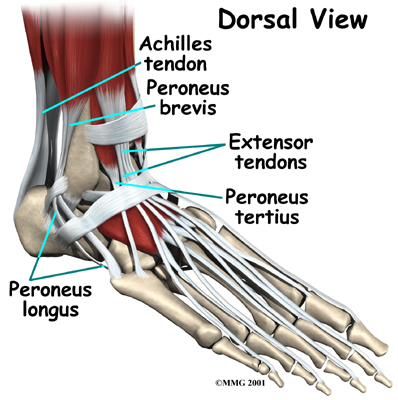 Dorsal View
Achilles
tendon
Peroneus
brevis
Extensor
tendons
Peroneus
tertius
Peroneus
longus
©MMG 2001